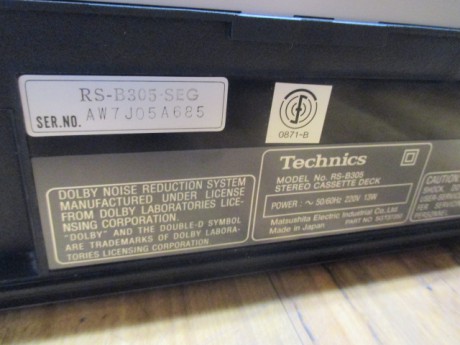 RS-B305-SEG
SER.NO. AW7J05A685
0871-B
Technics
MODEL No. RS-B305
STEREO CASSETTE DECK
POWER: ~ 50/60Hz 220V 13W
Matsushita Electric Industrial Co., Ltd.
Made in Japan
PART NO
DOLBY NOISE REDUCTION SYSTEM
MANUFACTURED UNDER LICENSE
FROM DOLBY LABORATORIES LICE-
NSING CORPORATION.
"DOLBY" AND THE DOUBLE-D SYMBOL
ARE TRADEMARKS OF DOLBY LABORA-
TORIES LICENSING CORPORATION